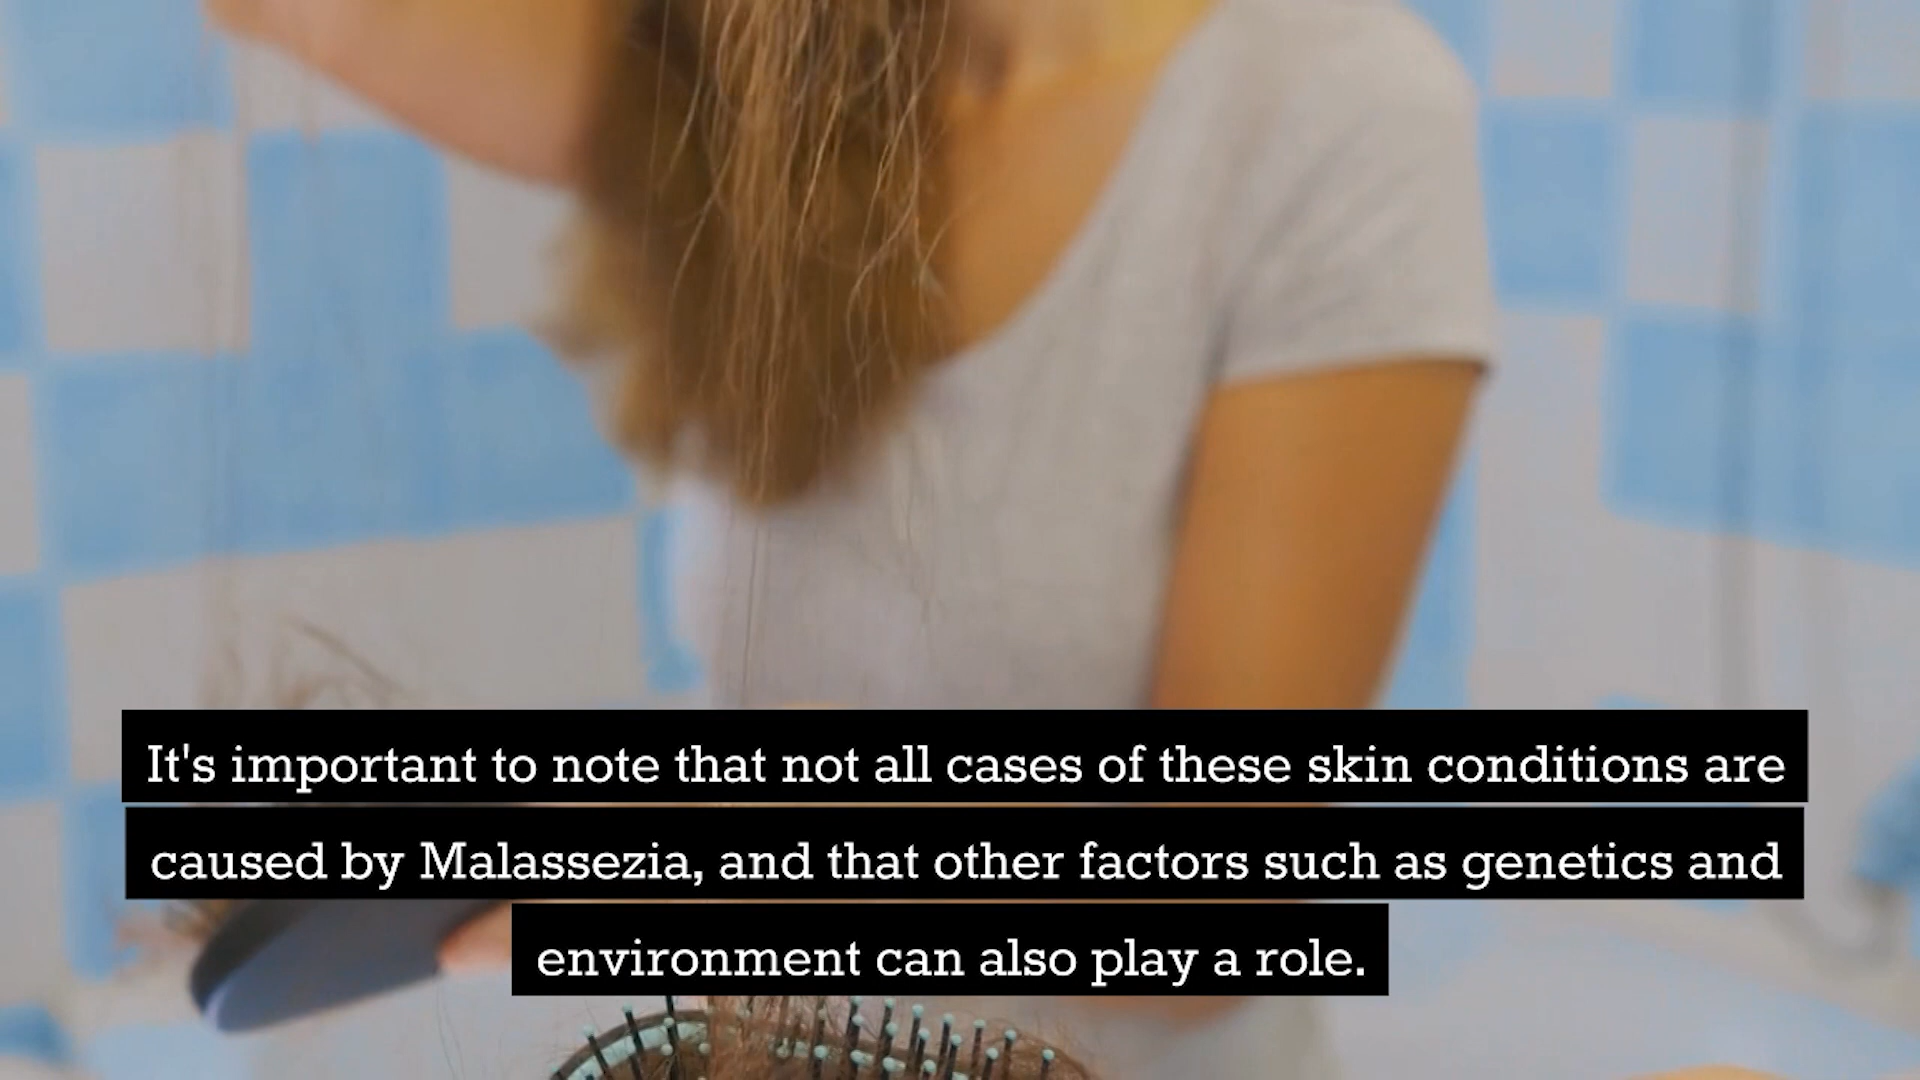 It's important to note that not all cases of these skin conditions are
caused by Malassezia, and that other factors such as genetics and
environment can also play a role.